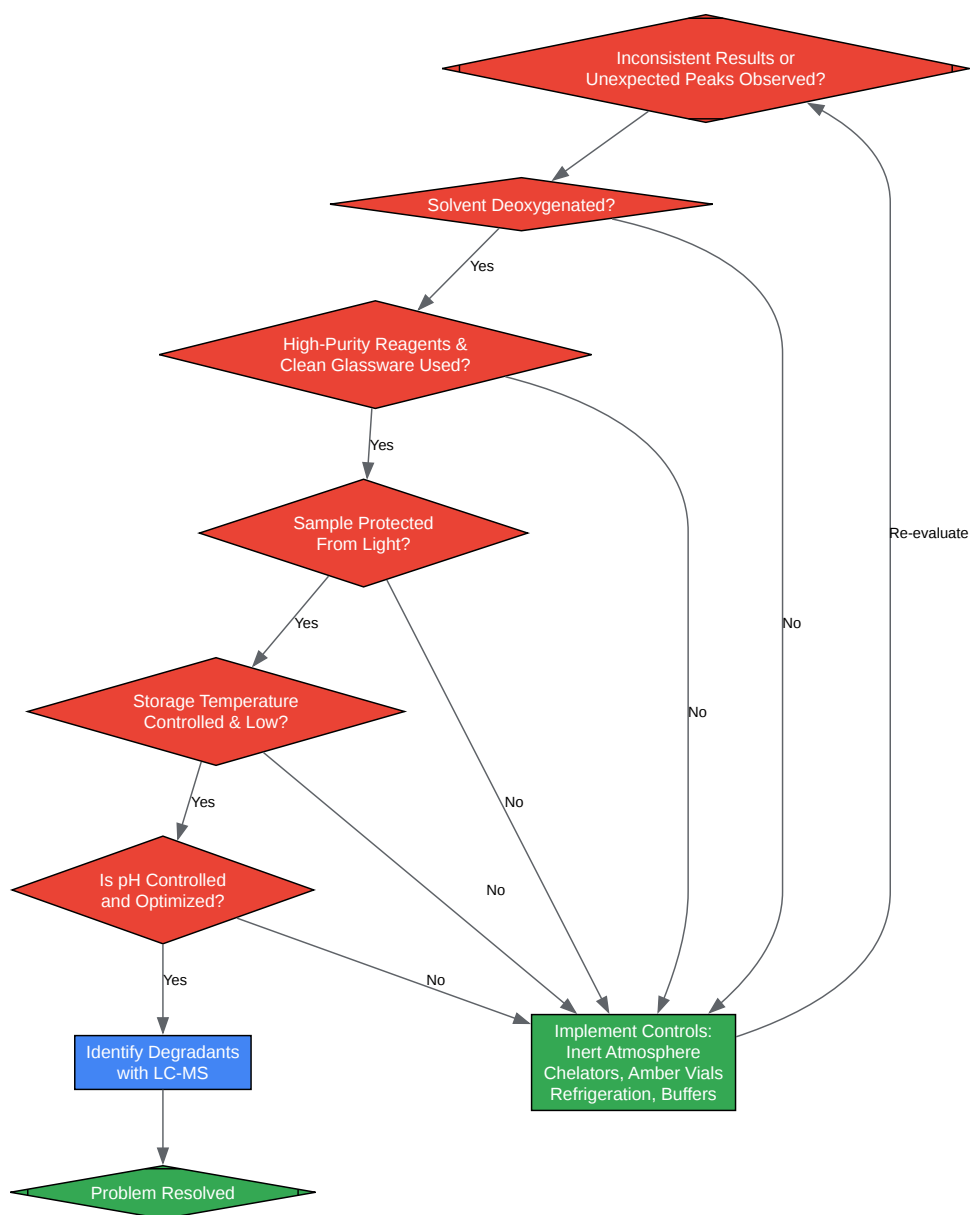 Inconsistent Results or
Unexpected Peaks Observed?
Solvent Deoxygenated?
Yes
High-Purity Reagents &
Clean Glassware Used?
Yes
Sample Protected
From Light?
Re-evaluate
Yes
No
Storage Temperature
Controlled & Low?
No
Yes
No
Is pH Controlled
and Optimized?
No
Yes
No
Identify Degradants
with LC-MS
Implement Controls:
Inert Atmosphere
Chelators, Amber Vials
Refrigeration, Buffers
Problem Resolved